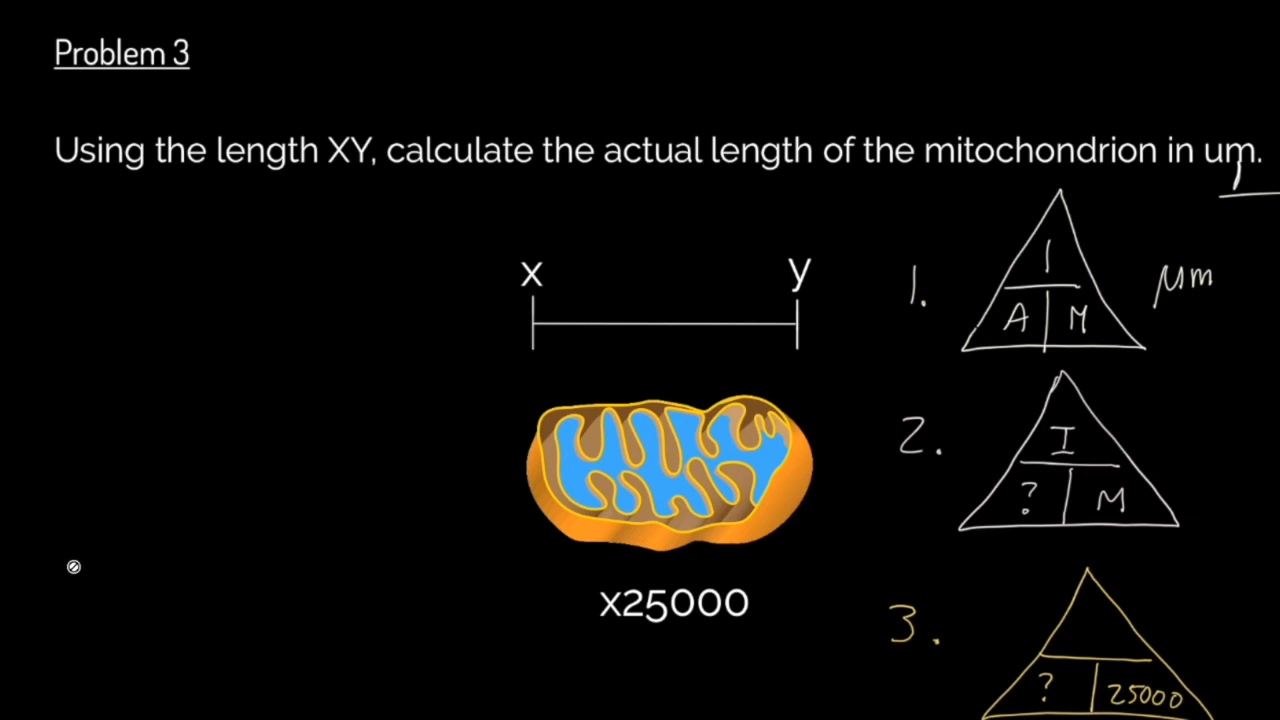 Problem 3
Using the length XY, calculate the actual length of the mitochondrion in um.
x y
x25000
1.
I
A M
µm
2.
I
? M
3.
? 25000